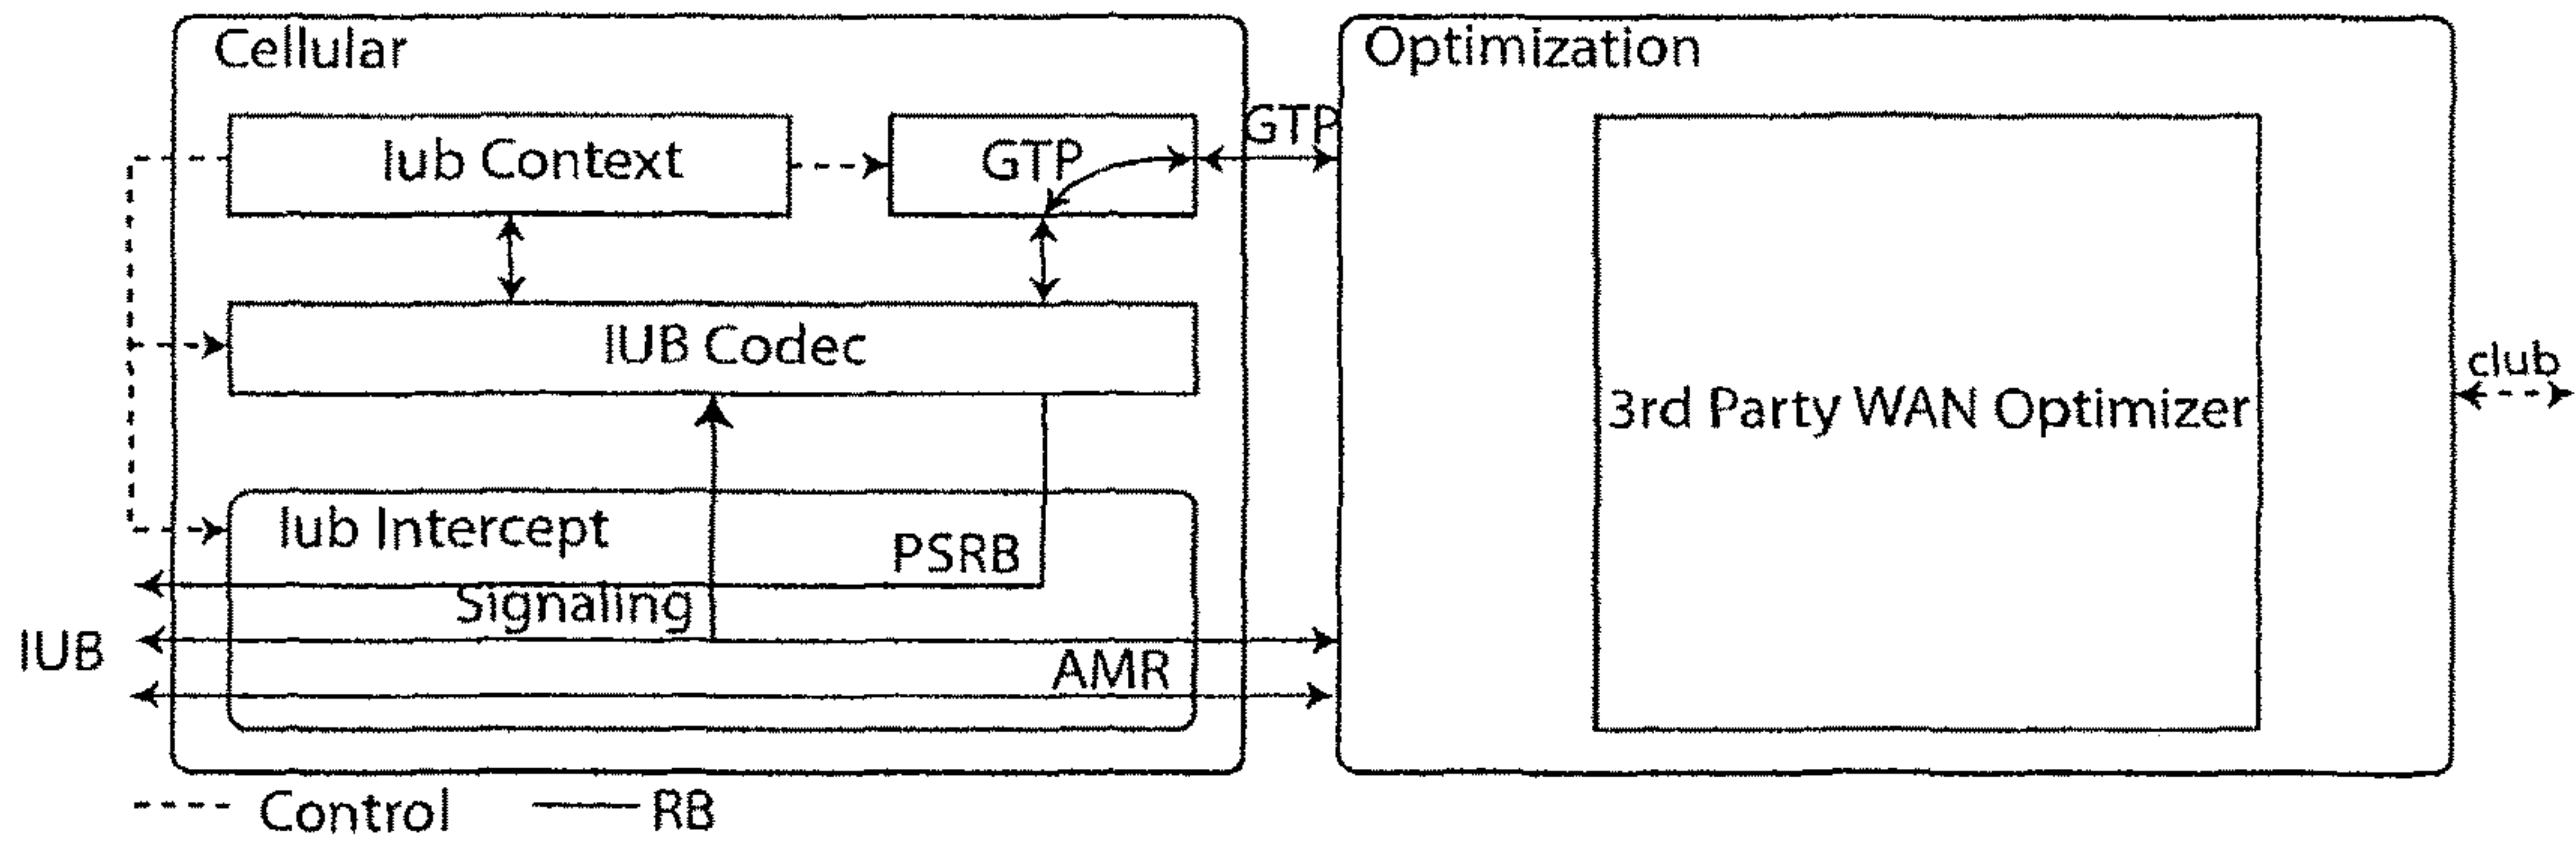 Cellular
Optimization
Iub Context
GTP
GTP
IUB Codec
club
3rd Party WAN Optimizer
Iub Intercept
PSRB
Signaling
IUB
AMR
Control
RB